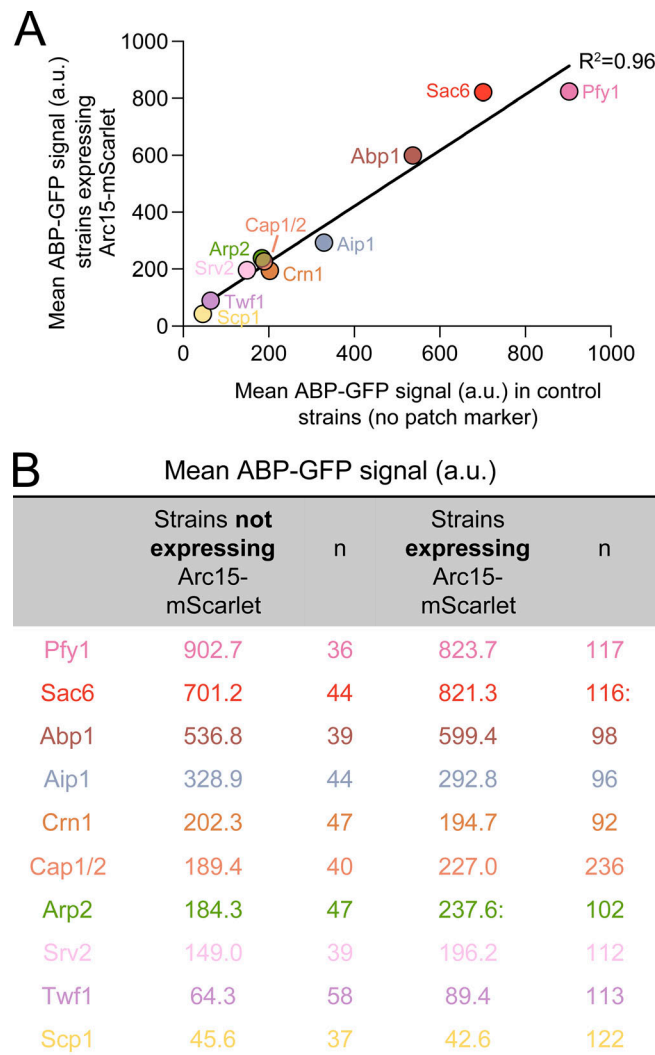 A
Mean ABP-GFP signal (a.u.)
strains expressing
Arc15-mScarlet
1000
800
600
400
200
0
R²=0.96
Sac6
Pfy1
Abp1
Cap1/2
Arp2
Aip1
Srv2
Crn1
Twf1
Scp1
0 200 400 600 800 1000
Mean ABP-GFP signal (a.u.) in control
strains (no patch marker)
B
Mean ABP-GFP signal (a.u.)
Strains not
expressing
Arc15-
mScarlet
n
Strains
expressing
Arc15-
mScarlet
n
Pfy1 902.7 36 823.7 117
Sac6 701.2 44 821.3 116:
Abp1 536.8 39 599.4 98
Aip1 328.9 44 292.8 96
Crn1 202.3 47 194.7 92
Cap1/2 189.4 40 227.0 236
Arp2 184.3 47 237.6: 102
Srv2 149.0 39 196.2 112
Twf1 64.3 58 89.4 113
Scp1 45.6 37 42.6 122